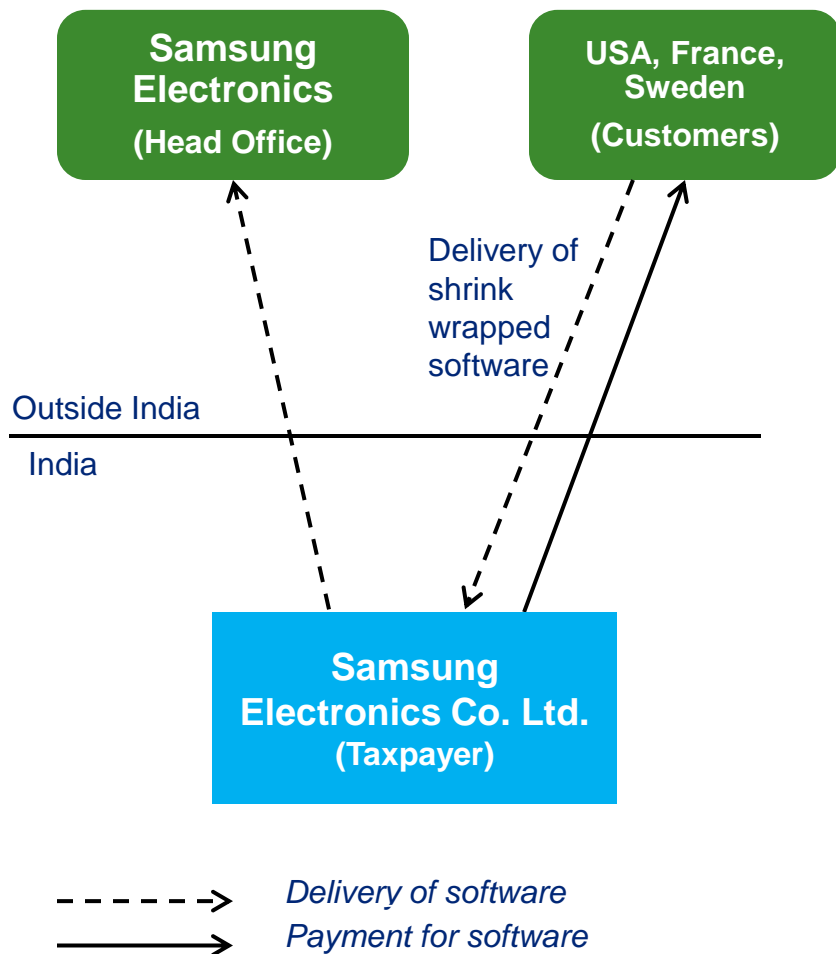 Samsung
Electronics
(Head Office)
USA, France,
Sweden
(Customers)
Delivery of
shrink
wrapped
software
Outside India
India
Samsung
Electronics Co. Ltd.
(Taxpayer)
Delivery of software
Payment for software